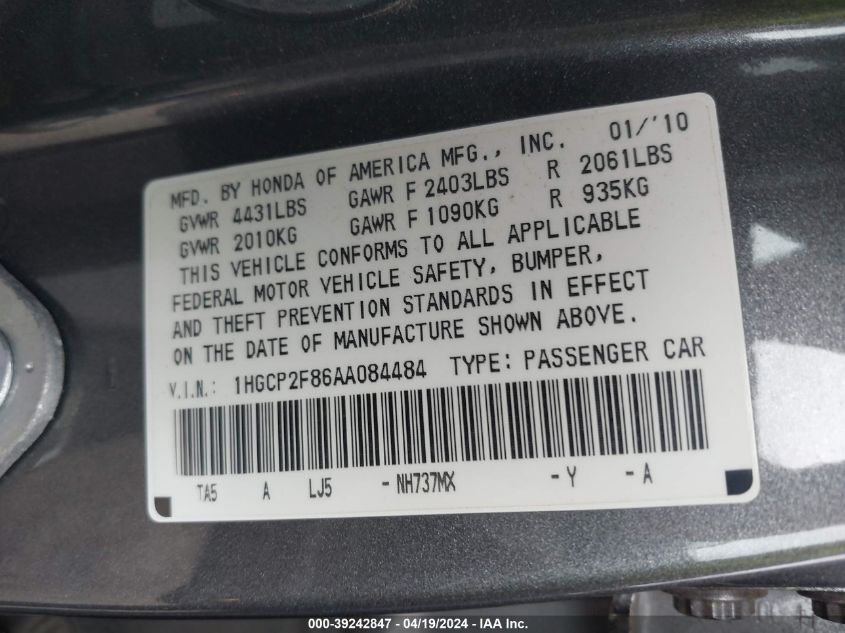 MFD. BY HONDA OF AMERICA MFG., INC. 01/'10
GVWR 4431LBS GAWR F 2403LBS R 2061LBS
GVWR 2010KG GAWR F 1090KG R 935KG
THIS VEHICLE CONFORMS TO ALL APPLICABLE
FEDERAL MOTOR VEHICLE SAFETY, BUMPER,
AND THEFT PREVENTION STANDARDS IN EFFECT
ON THE DATE OF MANUFACTURE SHOWN ABOVE.
V.I.N.: 1HGCP2F86AA084484 TYPE: PASSENGER CAR
TA5 A LJ5 -NH737MX -Y -A
000-39242847 - 04/19/2024 - IAA Inc.